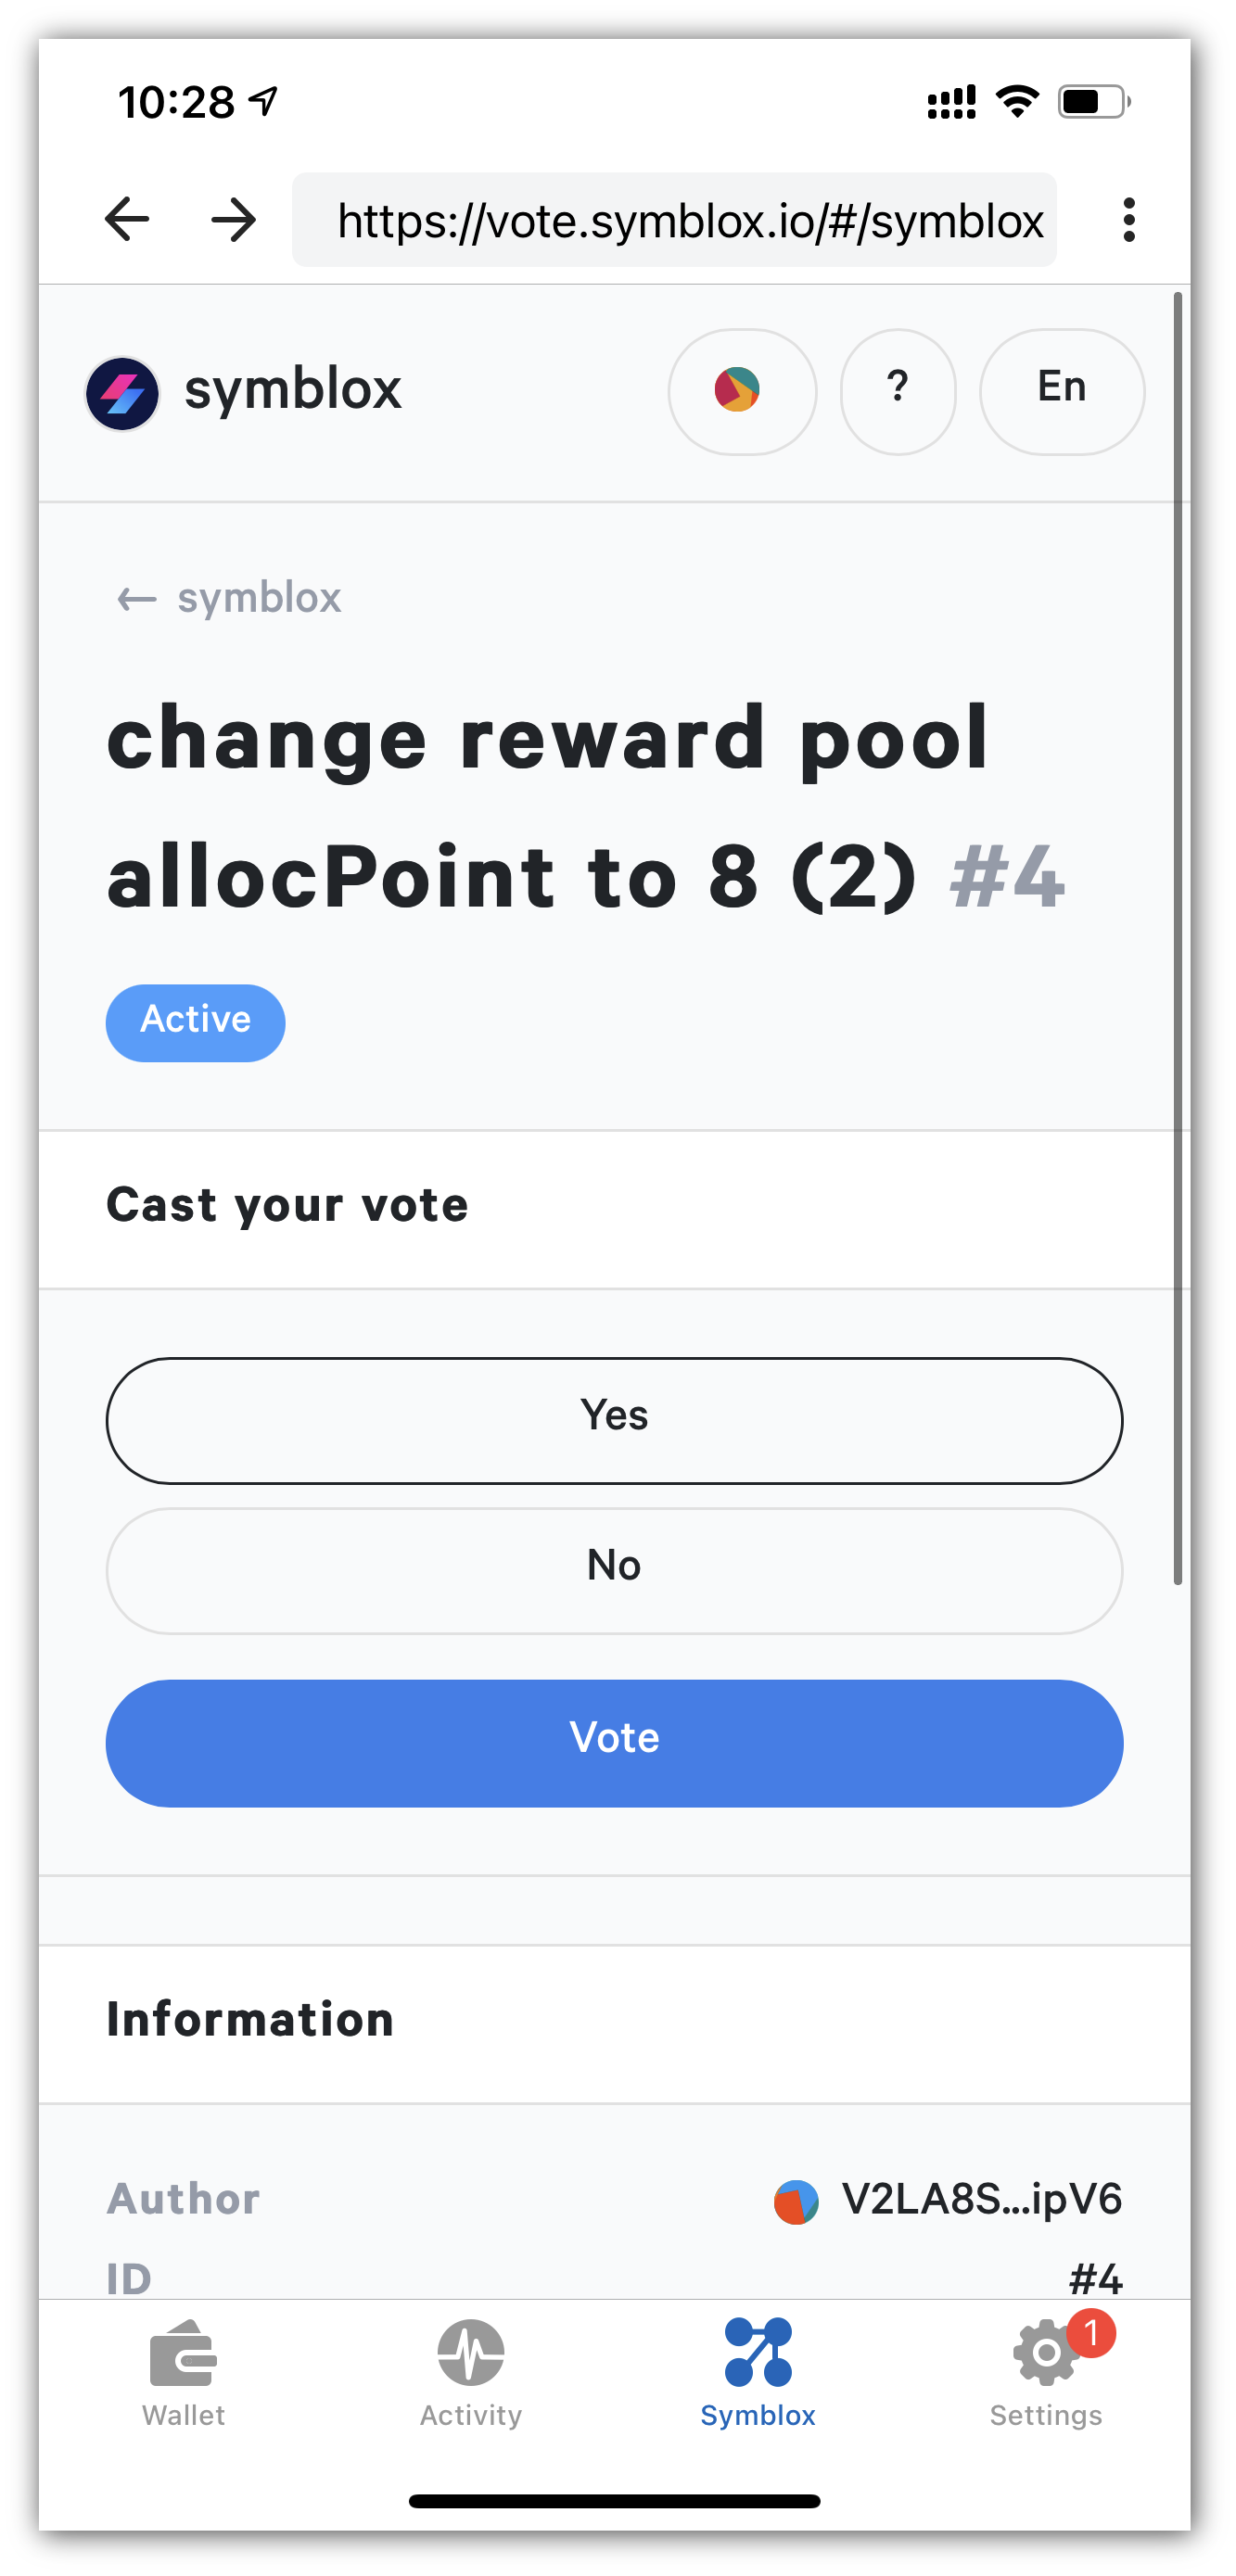 10:28
https://vote.symblox.io/#/symblox
symblox ? En
← symblox
change reward pool
allocPoint to 8 (2) #4
Active
Cast your vote
Yes
No
Vote
Information
Author V2LA8S...ipV6
ID #4
1
Wallet Activity Symblox Settings